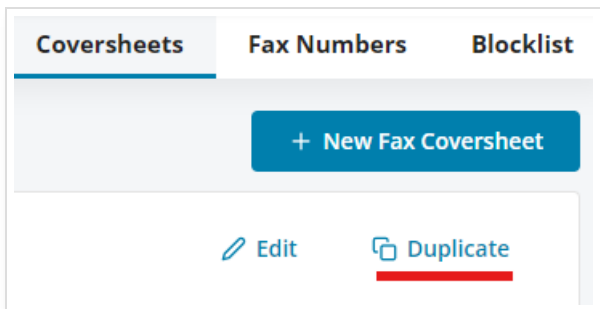 Coversheets Fax Numbers Blocklist
+ New Fax Coversheet
Edit Duplicate